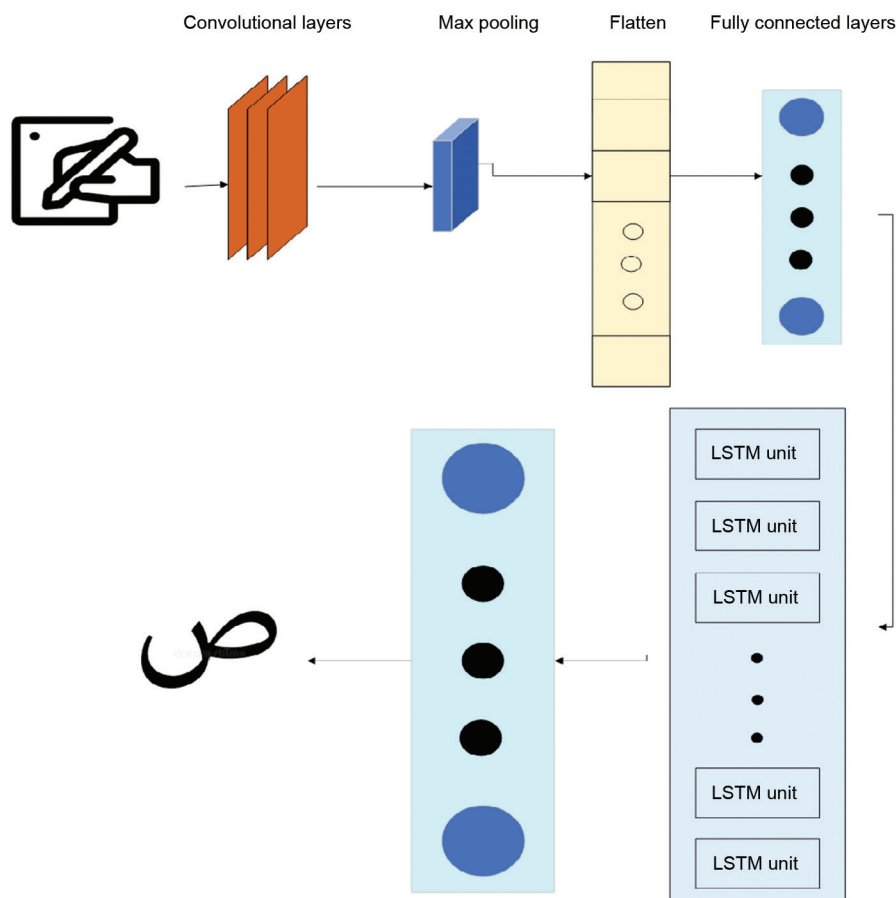 Convolutional layers
Max pooling
Flatten
Fully connected layers
LSTM unit
LSTM unit
LSTM unit
LSTM unit
LSTM unit
ص